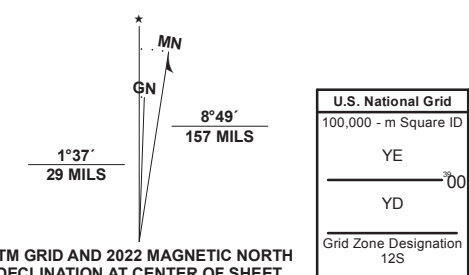 ★
MN
GN
1°37´
29 MILS
8°49´
157 MILS
TM GRID AND 2022 MAGNETIC NORTH
DECLINATION AT CENTER OF SHEET
U.S. National Grid
100,000 - m Square ID
YE
³⁹00
YD
Grid Zone Designation
12S